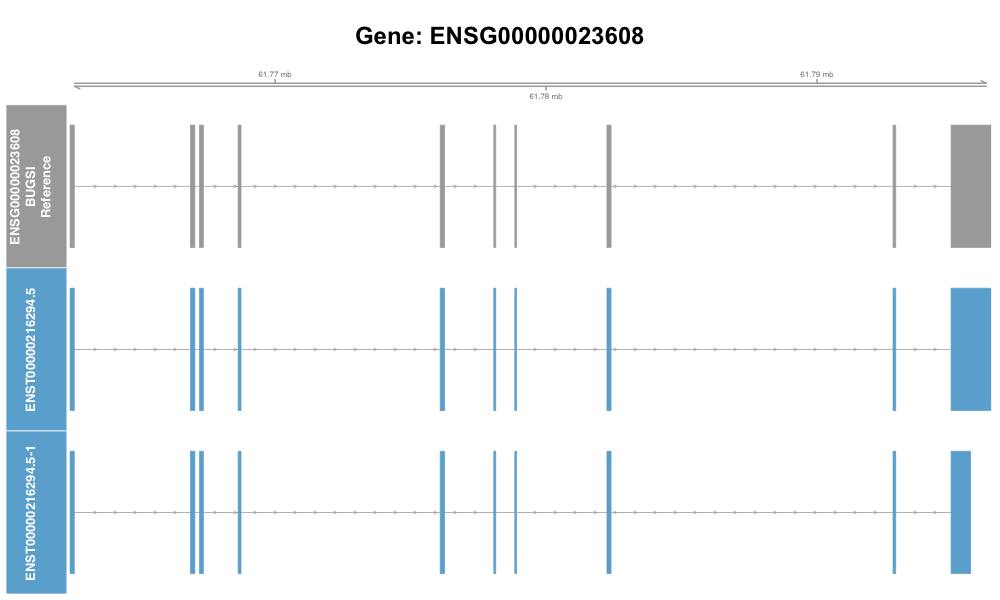 Gene: ENSG00000023608
61.77 mb
61.79 mb
61.78 mb
ENSG00000023608
BUGSI
Reference
ENST00000216294.5
ENST00000216294.5-1